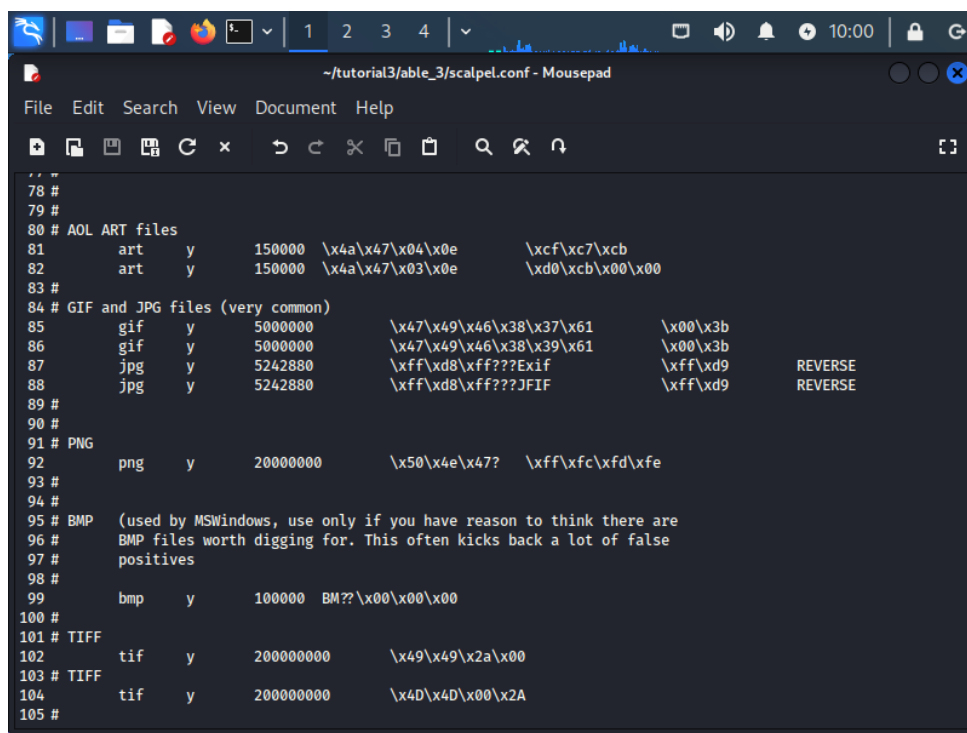 1 2 3 4 10:00
~/tutorial3/able_3/scalpel.conf - Mousepad
File Edit Search View Document Help
77 #
78 #
79 #
80 # AOL ART files
81 art y 150000 \x4a\x47\x04\x0e \xcf\xc7\xcb
82 art y 150000 \x4a\x47\x03\x0e \xd0\xcb\x00\x00
83 #
84 # GIF and JPG files (very common)
85 gif y 5000000 \x47\x49\x46\x38\x37\x61 \x00\x3b
86 gif y 5000000 \x47\x49\x46\x38\x39\x61 \x00\x3b
87 jpg y 5242880 \xff\xd8\xff???Exif \xff\xd9 REVERSE
88 jpg y 5242880 \xff\xd8\xff???JFIF \xff\xd9 REVERSE
89 #
90 #
91 # PNG
92 png y 20000000 \x50\x4e\x47? \xff\xfc\xfd\xfe
93 #
94 #
95 # BMP (used by MSWindows, use only if you have reason to think there are
96 # BMP files worth digging for. This often kicks back a lot of false
97 # positives
98 #
99 bmp y 100000 BM??\x00\x00\x00
100 #
101 # TIFF
102 tif y 200000000 \x49\x49\x2a\x00
103 # TIFF
104 tif y 200000000 \x4D\x4D\x00\x2A
105 #